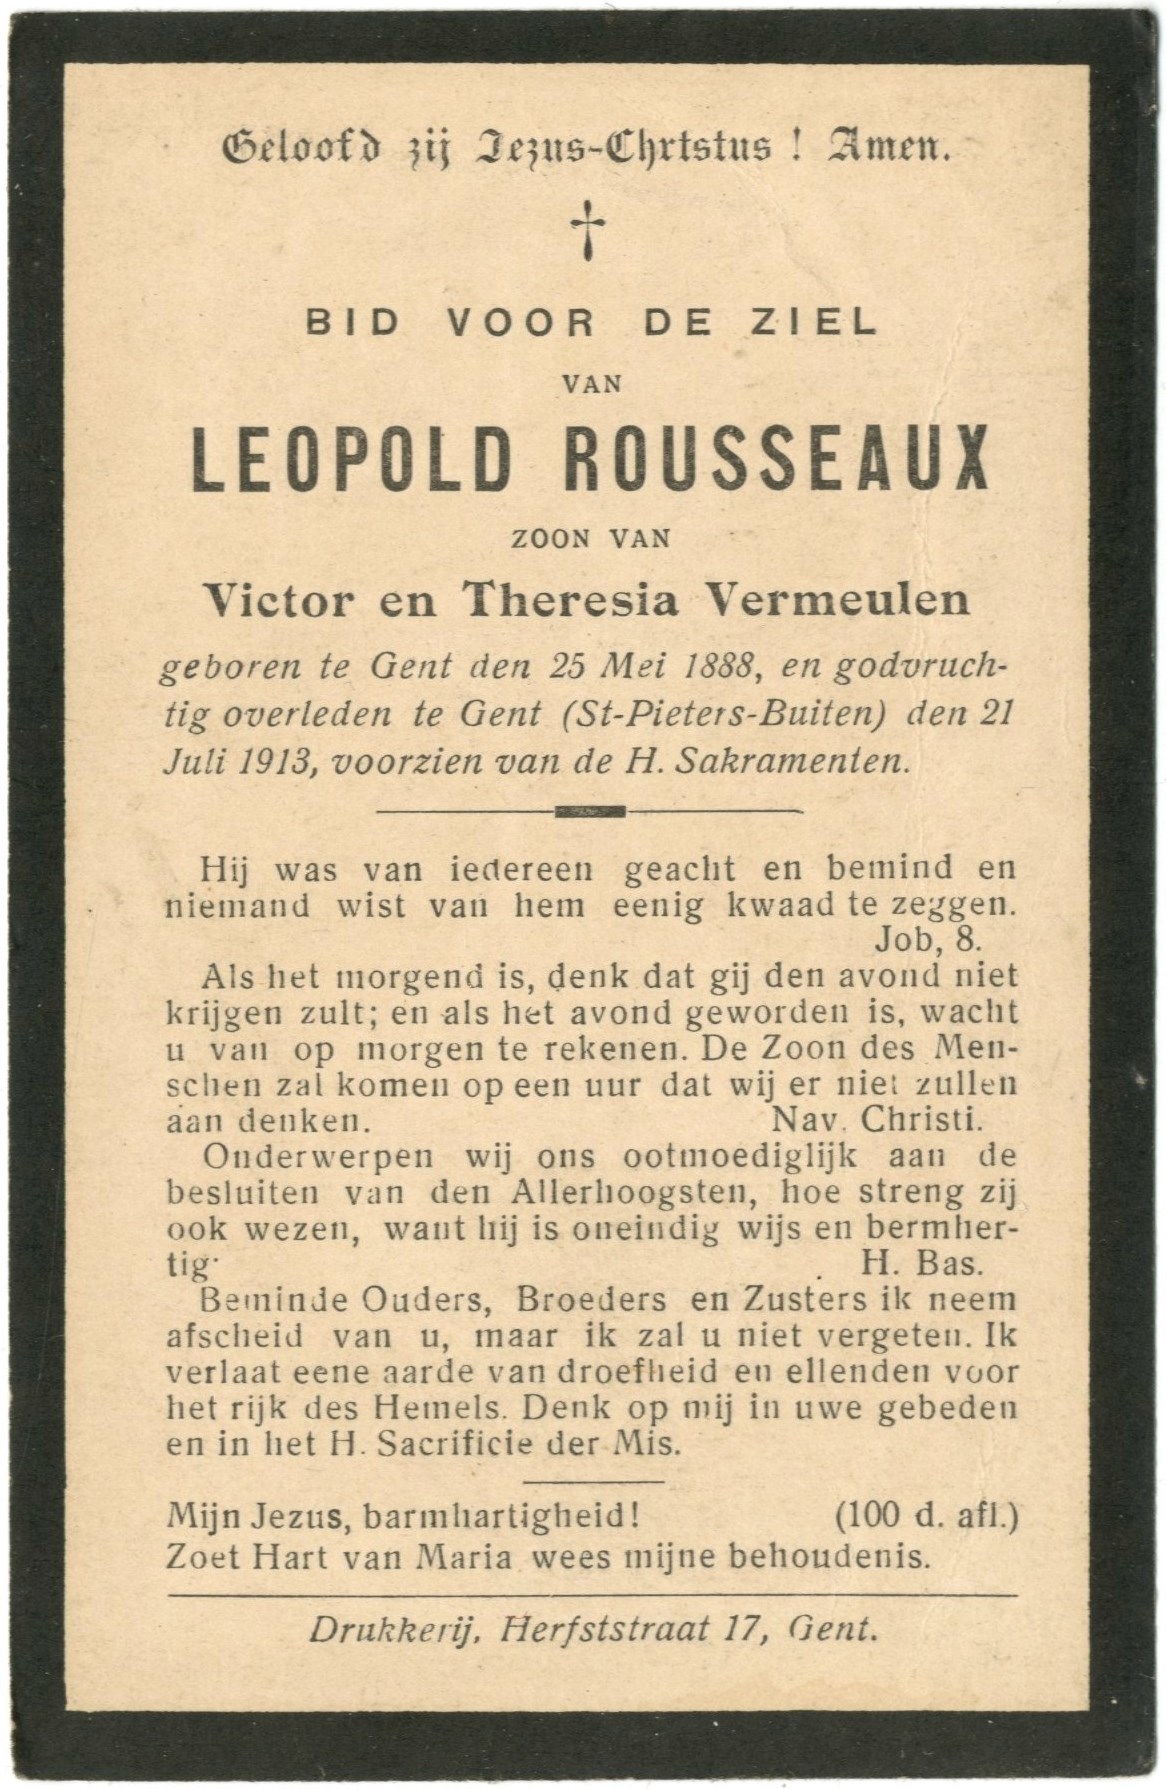 Geloofd zij Jezus-Chrtstus ! Amen.
†
BID VOOR DE ZIEL
VAN
LEOPOLD ROUSSEAUX
ZOON VAN
Victor en Theresia Vermeulen
geboren te Gent den 25 Mei 1888, en godvruch-
tig overleden te Gent (St-Pieters-Buiten) den 21
Juli 1913, voorzien van de H. Sakramenten.
Hij was van iedereen geacht en bemind en
niemand wist van hem eenig kwaad te zeggen.
Job, 8.
Als het morgend is, denk dat gij den avond niet
krijgen zult; en als het avond geworden is, wacht
u van op morgen te rekenen. De Zoon des Men-
schen zal komen op een uur dat wij er niet zullen
aan denken. Nav. Christi.
Onderwerpen wij ons ootmoediglijk aan de
besluiten van den Allerhoogsten, hoe streng zij
ook wezen, want hij is oneindig wijs en bermher-
tig. H. Bas.
Beminde Ouders, Broeders en Zusters ik neem
afscheid van u, maar ik zal u niet vergeten. Ik
verlaat eene aarde van droefheid en ellenden voor
het rijk des Hemels. Denk op mij in uwe gebeden
en in het H. Sacrificie der Mis.
Mijn Jezus, barmhartigheid! (100 d. afl.)
Zoet Hart van Maria wees mijne behoudenis.
Drukkerij, Herfststraat 17, Gent.